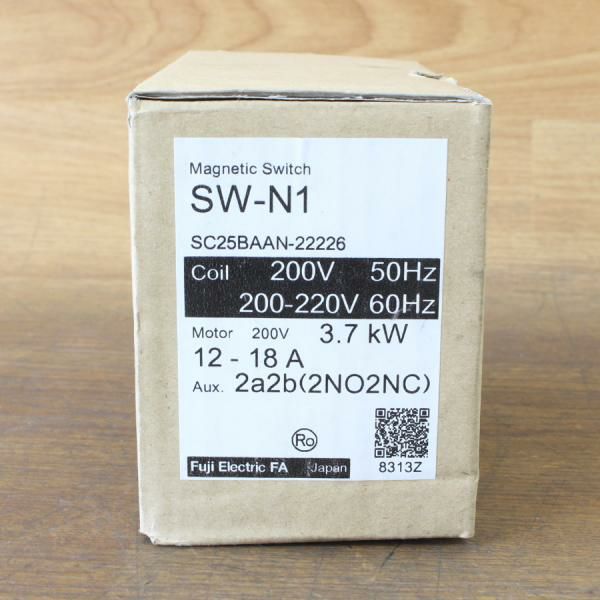 Magnetic Switch
SW-N1
SC25BAAN-22226
Coil 200V 50Hz
200-220V 60Hz
Motor 200V 3.7 kW
12 - 18 A
Aux. 2a2b(2NO2NC)
Ro
Fuji Electric FA Japan 8313Z